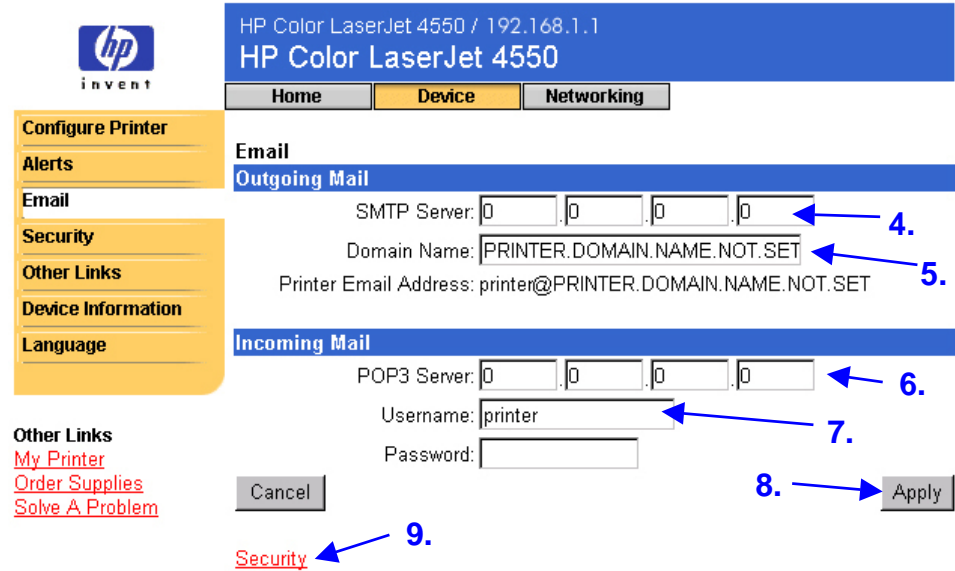 hp
invent
HP Color LaserJet 4550 / 192.168.1.1
HP Color LaserJet 4550
Home Device Networking
Configure Printer
Alerts
Email
Security
Other Links
Device Information
Language
Other Links
My Printer
Order Supplies
Solve A Problem
Email
Outgoing Mail
SMTP Server: 0 . 0 . 0 . 0 4.
Domain Name: PRINTER.DOMAIN.NAME.NOT.SET 5.
Printer Email Address: printer@PRINTER.DOMAIN.NAME.NOT.SET
Incoming Mail
POP3 Server: 0 . 0 . 0 . 0 6.
Username: printer 7.
Password:
Cancel 8. Apply
Security 9.